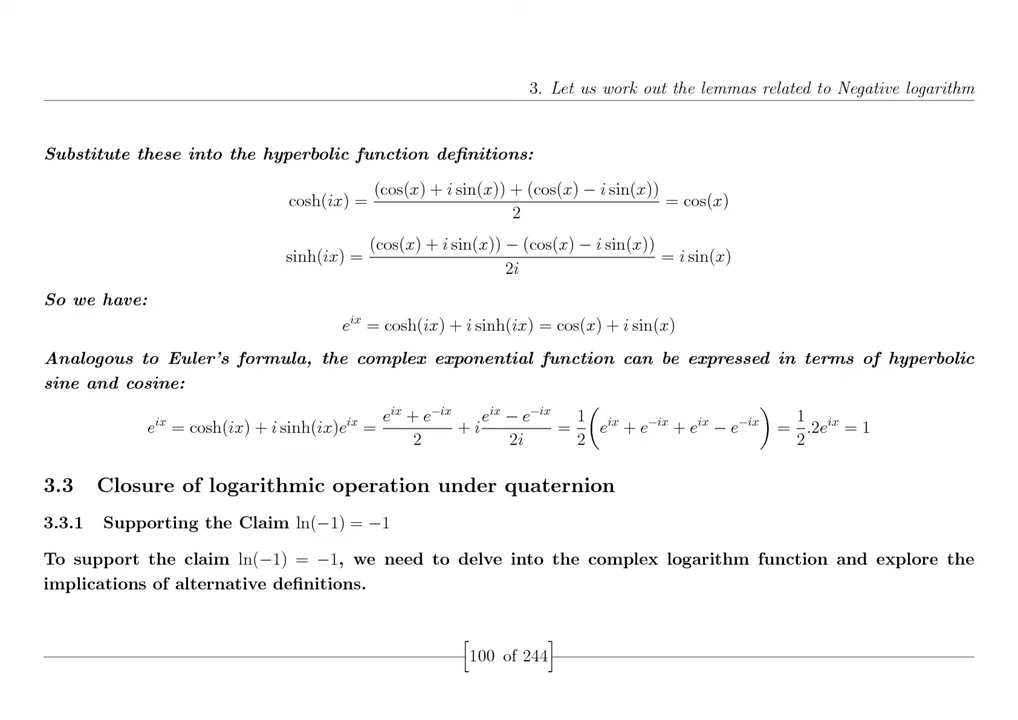 3. Let us work out the lemmas related to Negative logarithm
Substitute these into the hyperbolic function definitions:
cosh(ix) = \frac{(cos(x) + i sin(x)) + (cos(x) − i sin(x))}{2} = cos(x)
sinh(ix) = \frac{(cos(x) + i sin(x)) − (cos(x) − i sin(x))}{2i} = i sin(x)
So we have:
e^{ix} = cosh(ix) + i sinh(ix) = cos(x) + i sin(x)
Analogous to Euler's formula, the complex exponential function can be expressed in terms of hyperbolic
sine and cosine:
e^{ix} = cosh(ix) + i sinh(ix)e^{ix} = \frac{e^{ix} + e^{−ix}}{2} + i\frac{e^{ix} − e^{−ix}}{2i} = \frac{1}{2}(e^{ix} + e^{−ix} + e^{ix} − e^{−ix}) = \frac{1}{2}.2e^{ix} = 1
3.3 Closure of logarithmic operation under quaternion
3.3.1 Supporting the Claim ln(−1) = −1
To support the claim ln(−1) = −1, we need to delve into the complex logarithm function and explore the
implications of alternative definitions.
[100 of 244]